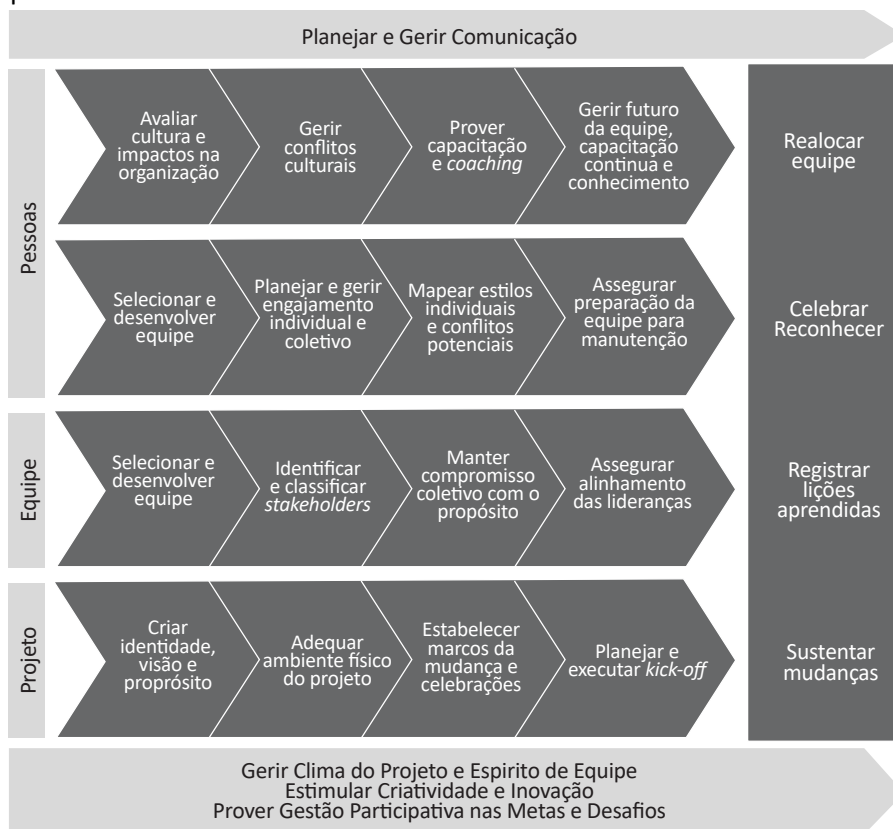 Planejar e Gerir Comunicação
Pessoas
Avaliar
cultura e
impactos na
organização
Gerir
conflitos
culturais
Prover
capacitação
e coaching
Gerir futuro
da equipe,
capacitação
continua e
conhecimento
Realocar
equipe
Selecionar e
desenvolver
equipe
Planejar e gerir
engajamento
individual e
coletivo
Mapear estilos
individuais
e conflitos
potenciais
Assegurar
preparação da
equipe para
manutenção
Celebrar
Reconhecer
Equipe
Selecionar e
desenvolver
equipe
Identificar
e classificar
stakeholders
Manter
compromisso
coletivo com o
propósito
Assegurar
alinhamento
das lideranças
Registrar
lições
aprendidas
Projeto
Criar
identidade,
visão e
proprósito
Adequar
ambiente físico
do projeto
Estabelecer
marcos da
mudança e
celebrações
Planejar e
executar kick-off
Sustentar
mudanças
Gerir Clima do Projeto e Espirito de Equipe
Estimular Criatividade e Inovação
Prover Gestão Participativa nas Metas e Desafios